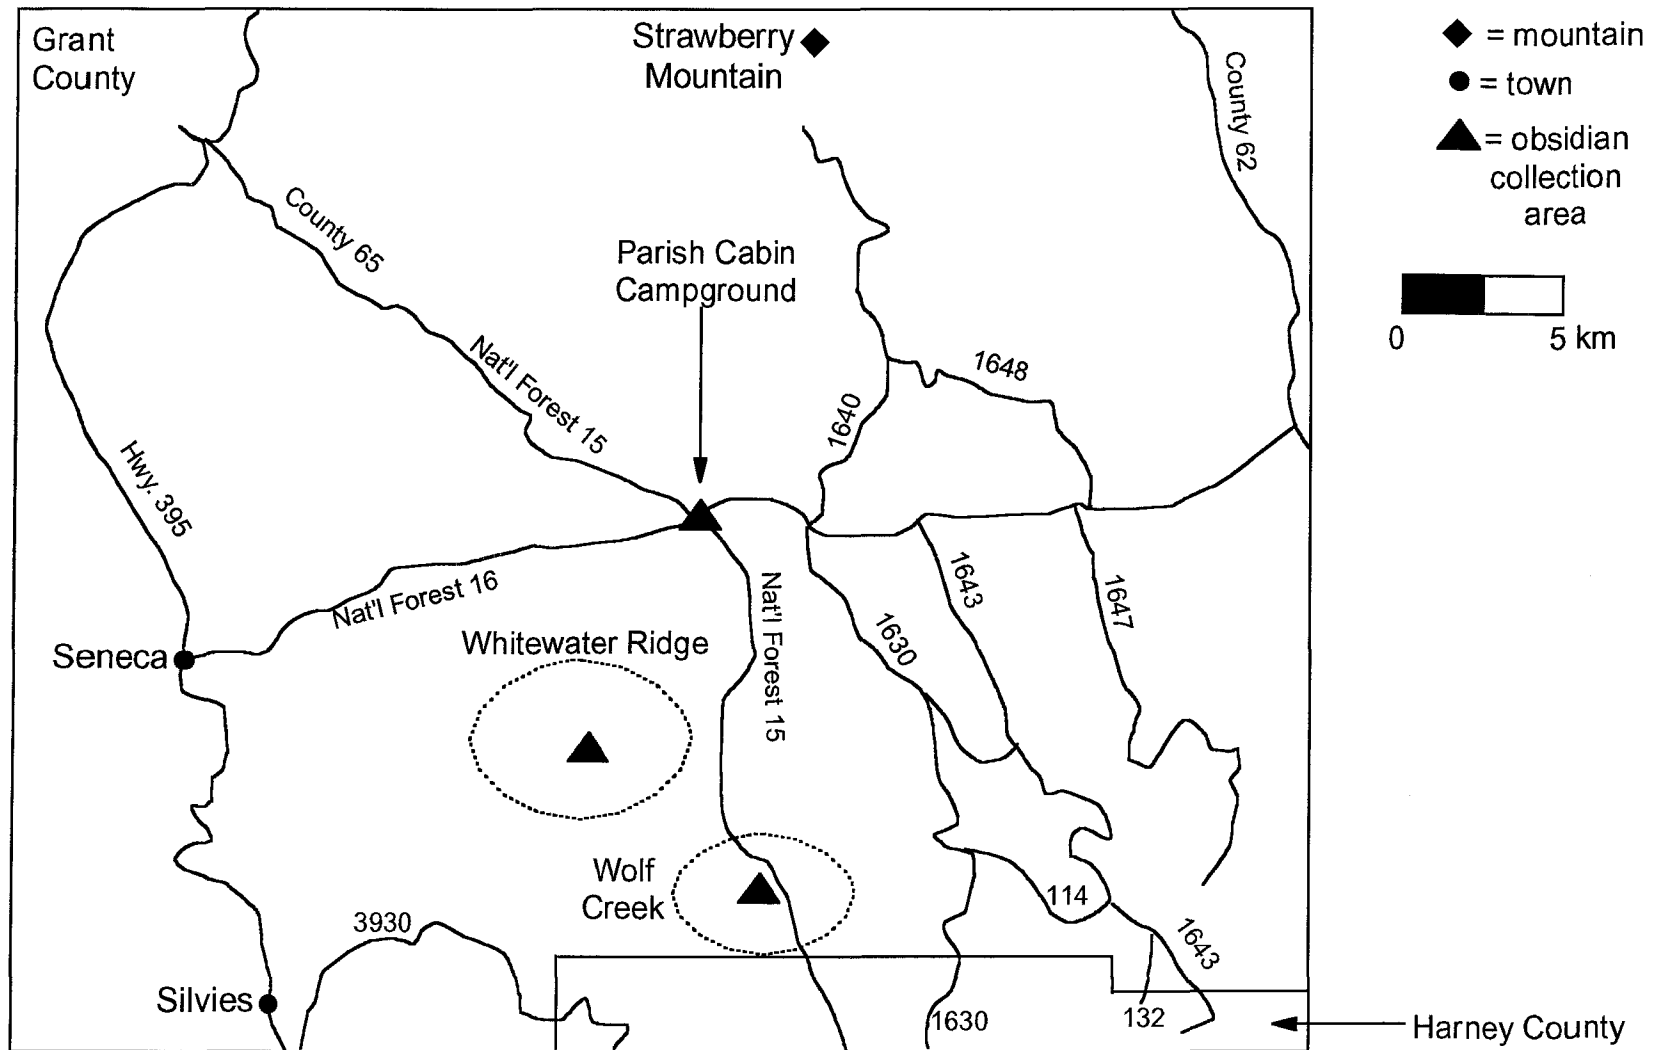 Grant
County
Strawberry
Mountain
County 62
= mountain
= town
= obsidian
collection
area
0
5 km
County 65
Parish Cabin
Campground
Nat'l Forest 15
1648
1640
Hwy. 395
Nat'l Forest 16
Seneca
Whitewater Ridge
Nat'l Forest 15
1630
1643
1647
Wolf
Creek
114
3930
1643
Silvies
1630
132
Harney County